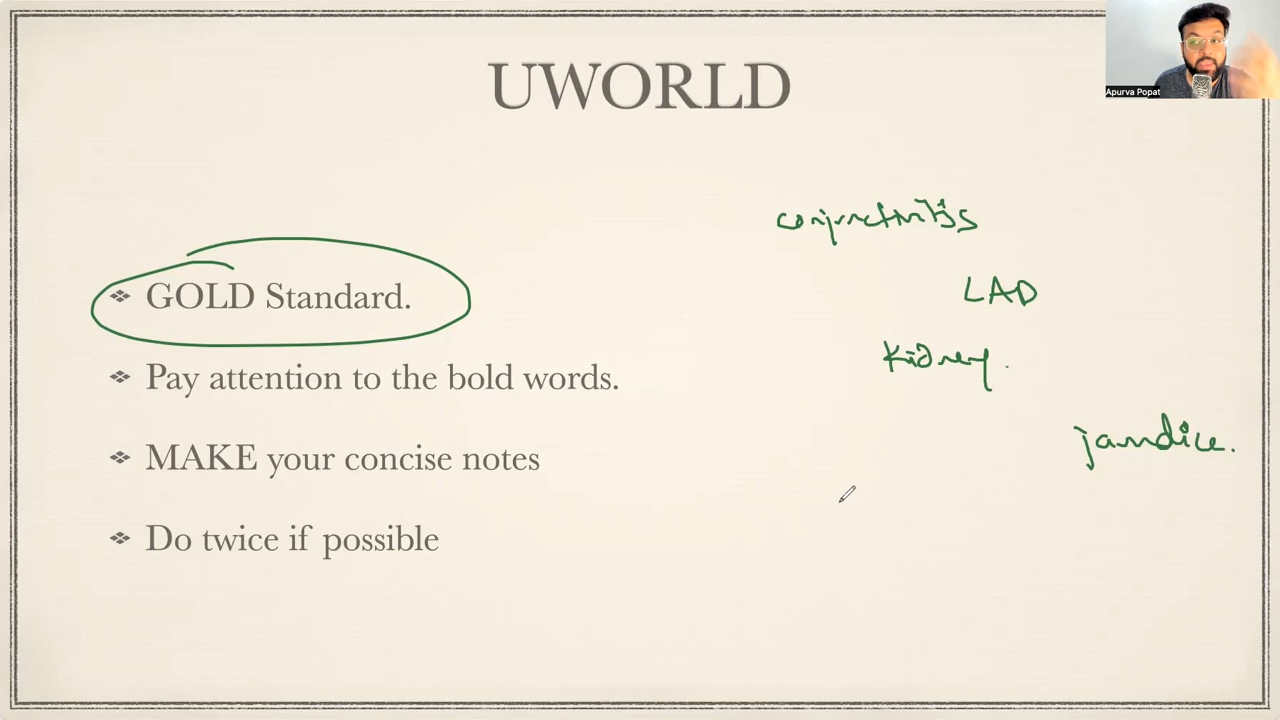 UWORLD
Apurva Popat
conjunctivitis
GOLD Standard.
LAD
Kidney.
Pay attention to the bold words.
jamdice.
MAKE your concise notes
Do twice if possible